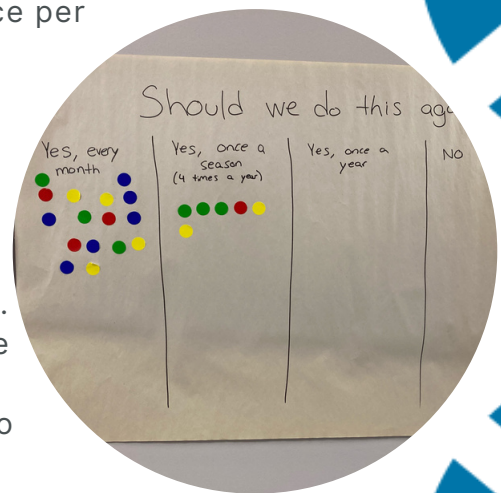 ce per
Should we do this aga
Yes, every
month
Yes, once a
season
(4 times a year)
Yes, once a
year
NO
.
e
o